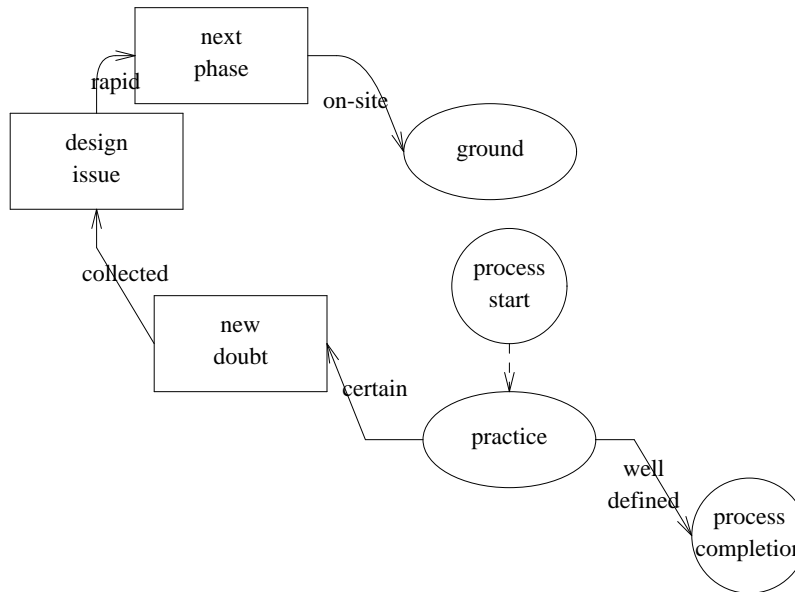 next
phase
rapid
on-site
design
issue
ground
collected
process
start
new
doubt
certain
practice
well
defined
process
completion